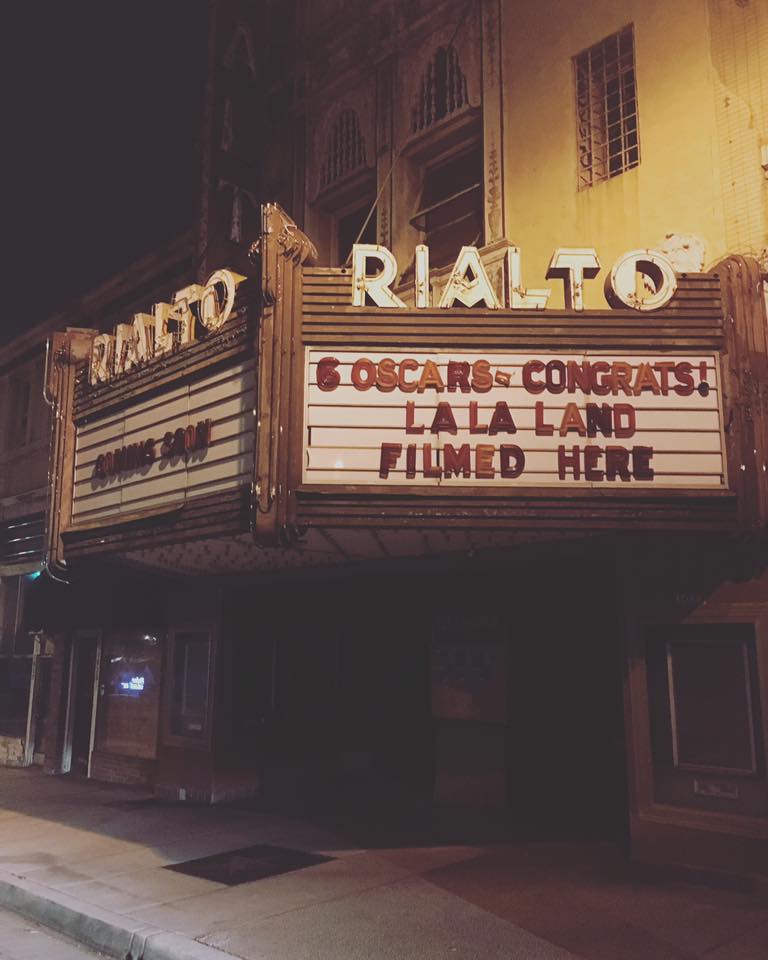 RIALTO
COMING SOON
RIALTO
6 OSCARS- CONGRATS!
LA LA LAND
FILMED HERE